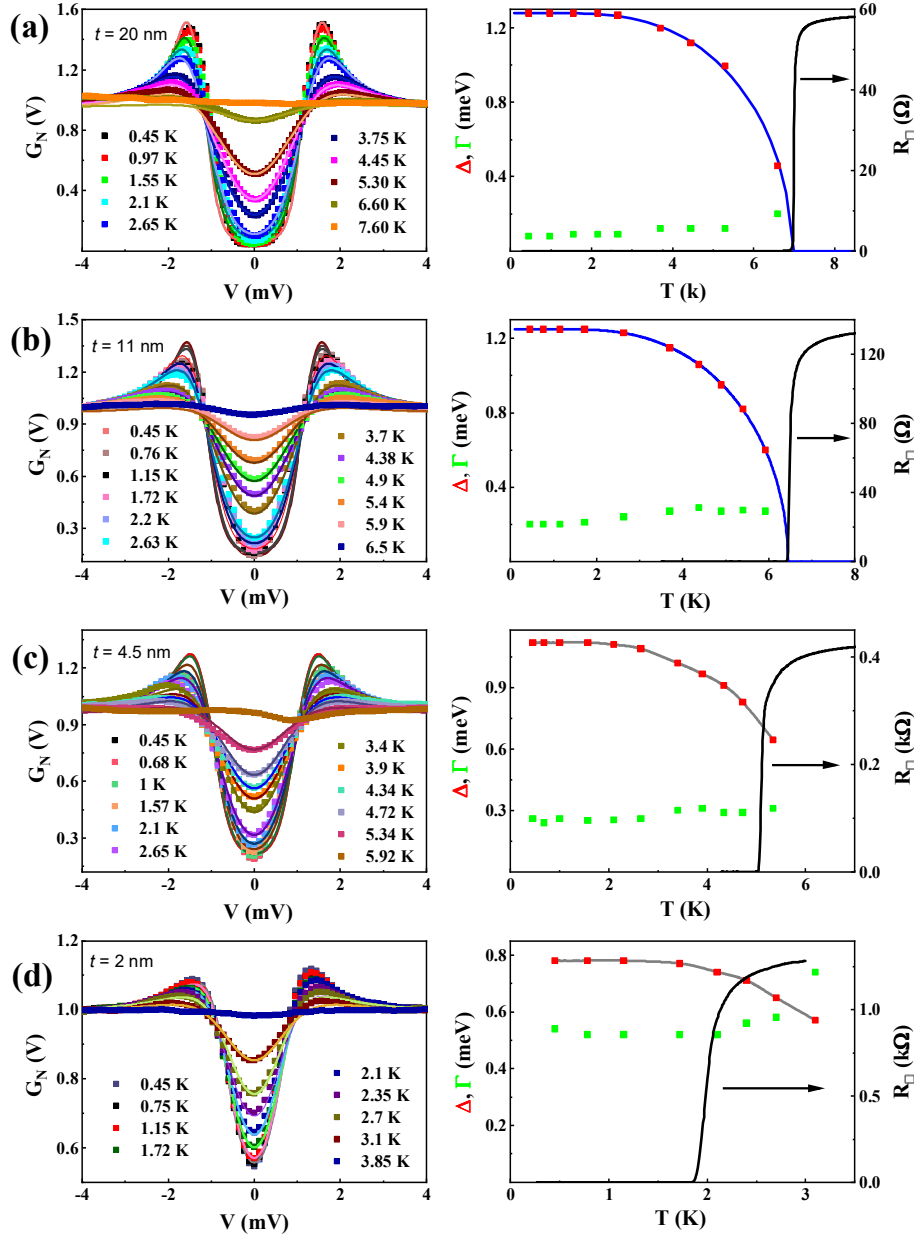 (a)
t = 20 nm
G_N (V)
1.6
1.2
0.8
0.4
0.45 K
0.97 K
1.55 K
2.1 K
2.65 K
3.75 K
4.45 K
5.30 K
6.60 K
7.60 K
-4 -2 0 2 4
V (mV)
Δ, Γ (meV)
1.2
0.9
0.6
0.3
60
40
20
0
R□ (Ω)
0 2 4 6 8
T (k)
(b)
t = 11 nm
G_N (V)
1.5
1.2
0.9
0.6
0.3
0.45 K
0.76 K
1.15 K
1.72 K
2.2 K
2.63 K
3.7 K
4.38 K
4.9 K
5.4 K
5.9 K
6.5 K
-4 -2 0 2 4
V (mV)
Δ, Γ (meV)
1.2
0.9
0.6
0.3
120
90
60
30
0
R□ (Ω)
0 2 4 6 8
T (K)
(c)
t = 4.5 nm
G_N (V)
1.2
0.9
0.6
0.3
0.45 K
0.68 K
1 K
1.57 K
2.1 K
2.65 K
3.4 K
3.9 K
4.34 K
4.72 K
5.34 K
5.92 K
-4 -2 0 2 4
V (mV)
Δ, Γ (meV)
0.9
0.6
0.3
0.4
0.2
0.0
R□ (kΩ)
0 2 4 6
T (K)
(d)
t = 2 nm
G_N (V)
1.2
1.0
0.8
0.6
0.45 K
0.75 K
1.15 K
1.72 K
2.1 K
2.35 K
2.7 K
3.1 K
3.85 K
-4 -2 0 2 4
V (mV)
Δ, Γ (meV)
0.8
0.6
0.4
0.2
1.0
0.5
0.0
R□ (kΩ)
0 1 2 3
T (K)